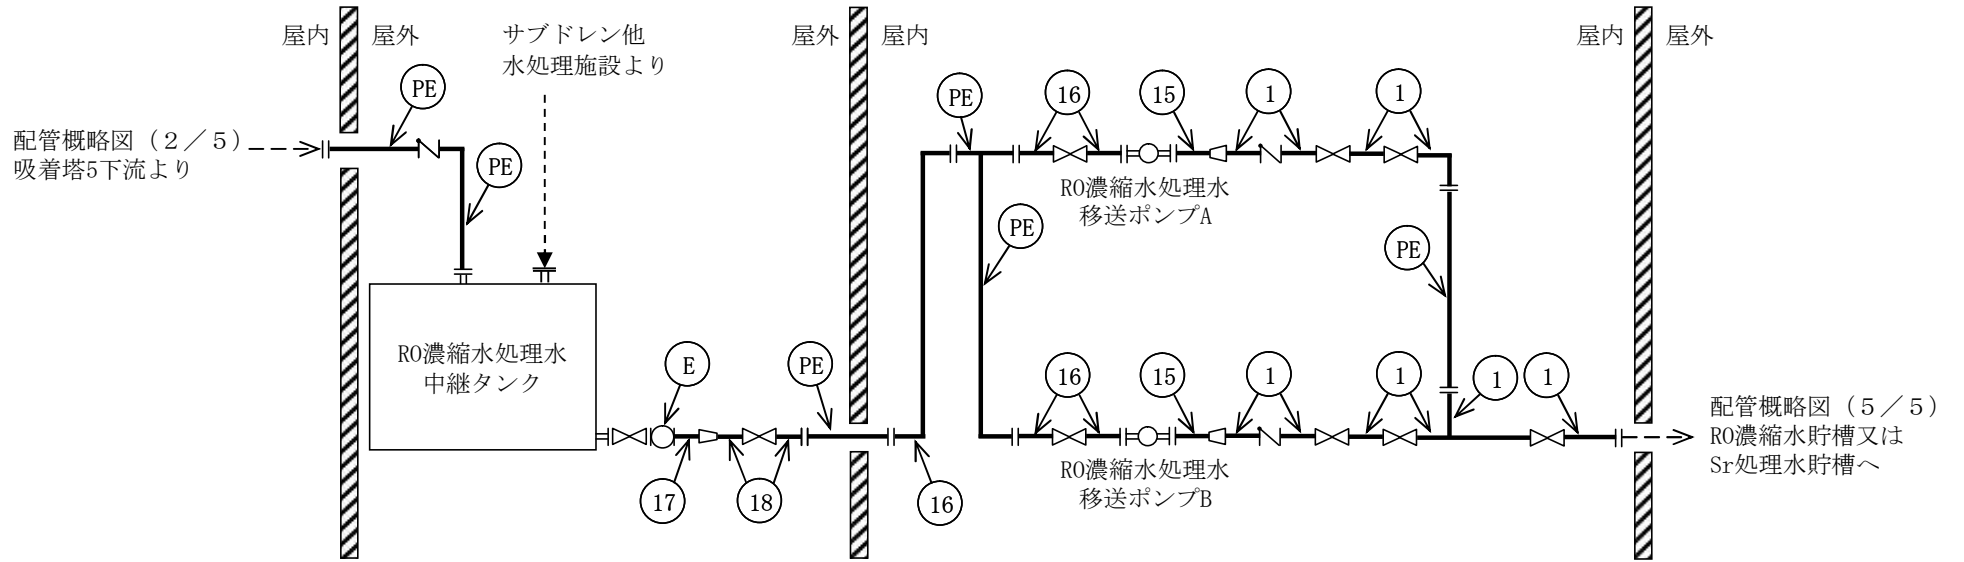 屋内
屋外
サブドレン他
水処理施設より
屋外
屋内
屋内
屋外
PE
PE
16
15
1
1
配管概略図（２／５）
吸着塔5下流より
PE
RO濃縮水処理水
移送ポンプA
PE
PE
RO濃縮水処理水
中継タンク
E
PE
16
15
1
1
1
1
配管概略図（５／５）
RO濃縮水貯槽又は
Sr処理水貯槽へ
RO濃縮水処理水
移送ポンプB
17
18
16